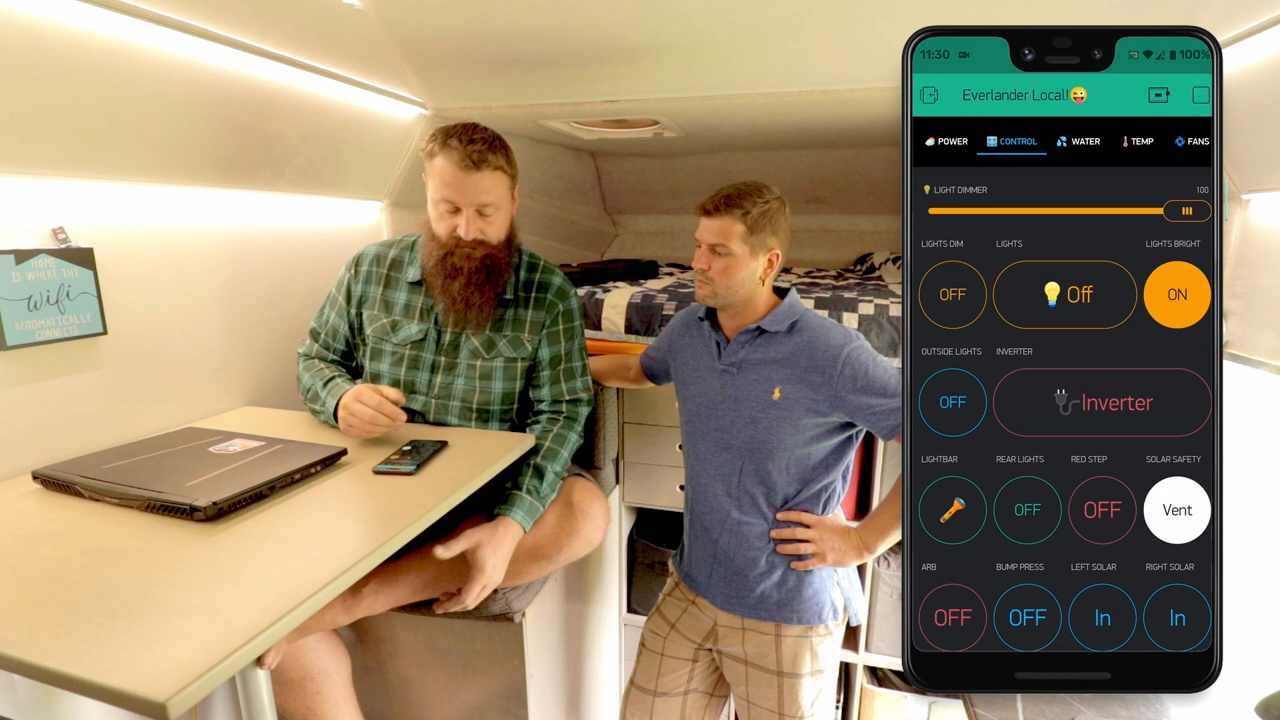 HOME
IS WHERE THE
wifi
AUTOMATICALLY
CONNECTS
11:30
100%
Everlander Local!😜
POWER CONTROL WATER TEMP FANS
LIGHT DIMMER 100
LIGHTS DIM LIGHTS LIGHTS BRIGHT
OFF Off ON
OUTSIDE LIGHTS INVERTER
OFF Inverter
LIGHTBAR REAR LIGHTS RED STEP SOLAR SAFETY
OFF OFF Vent
ARB BUMP PRESS LEFT SOLAR RIGHT SOLAR
OFF OFF In In